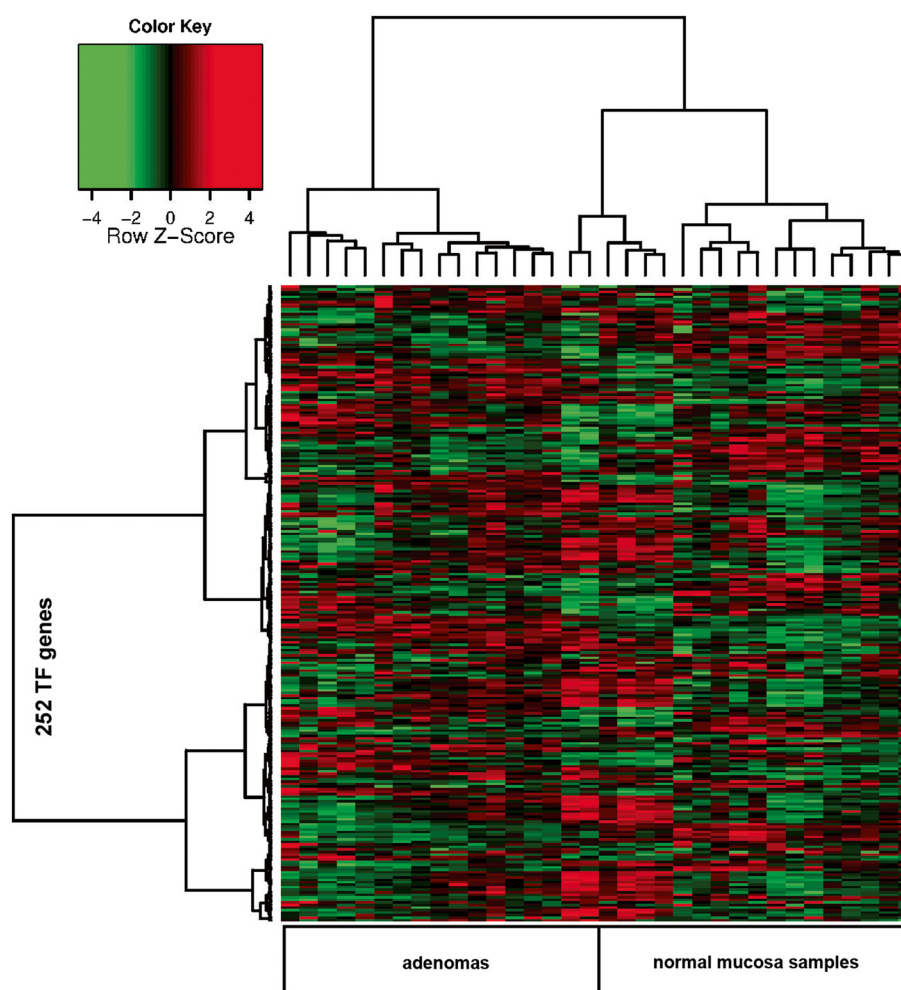 Color Key
-4 -2 0 2 4
Row Z-Score
252 TF genes
adenomas
normal mucosa samples